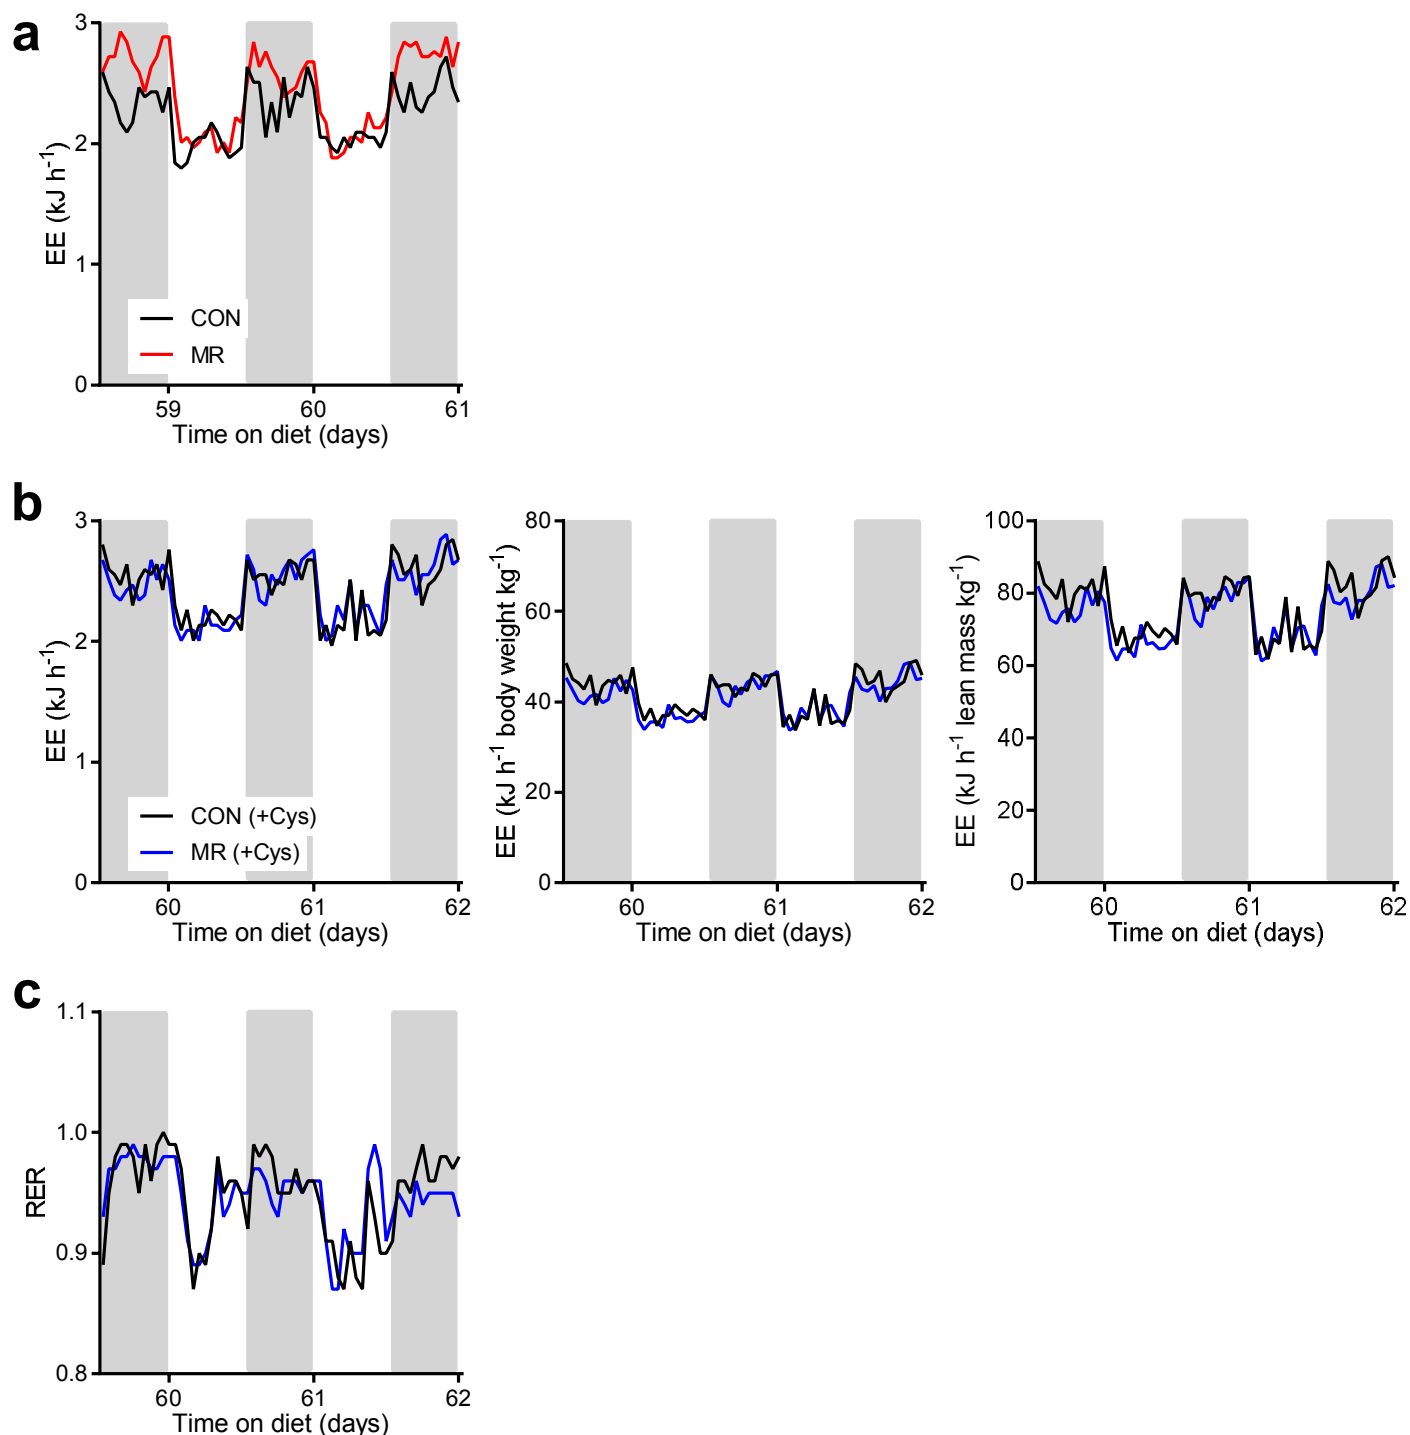 a
3
2
1
0
EE (kJ h⁻¹)
CON
MR
59 60 61
Time on diet (days)
b
3
2
1
0
EE (kJ h⁻¹)
CON (+Cys)
MR (+Cys)
60 61 62
Time on diet (days)
80
60
40
20
0
EE (kJ h⁻¹ body weight kg⁻¹)
60 61 62
Time on diet (days)
100
80
60
40
20
0
EE (kJ h⁻¹ lean mass kg⁻¹)
60 61 62
Time on diet (days)
c
1.1
1.0
0.9
0.8
RER
60 61 62
Time on diet (days)